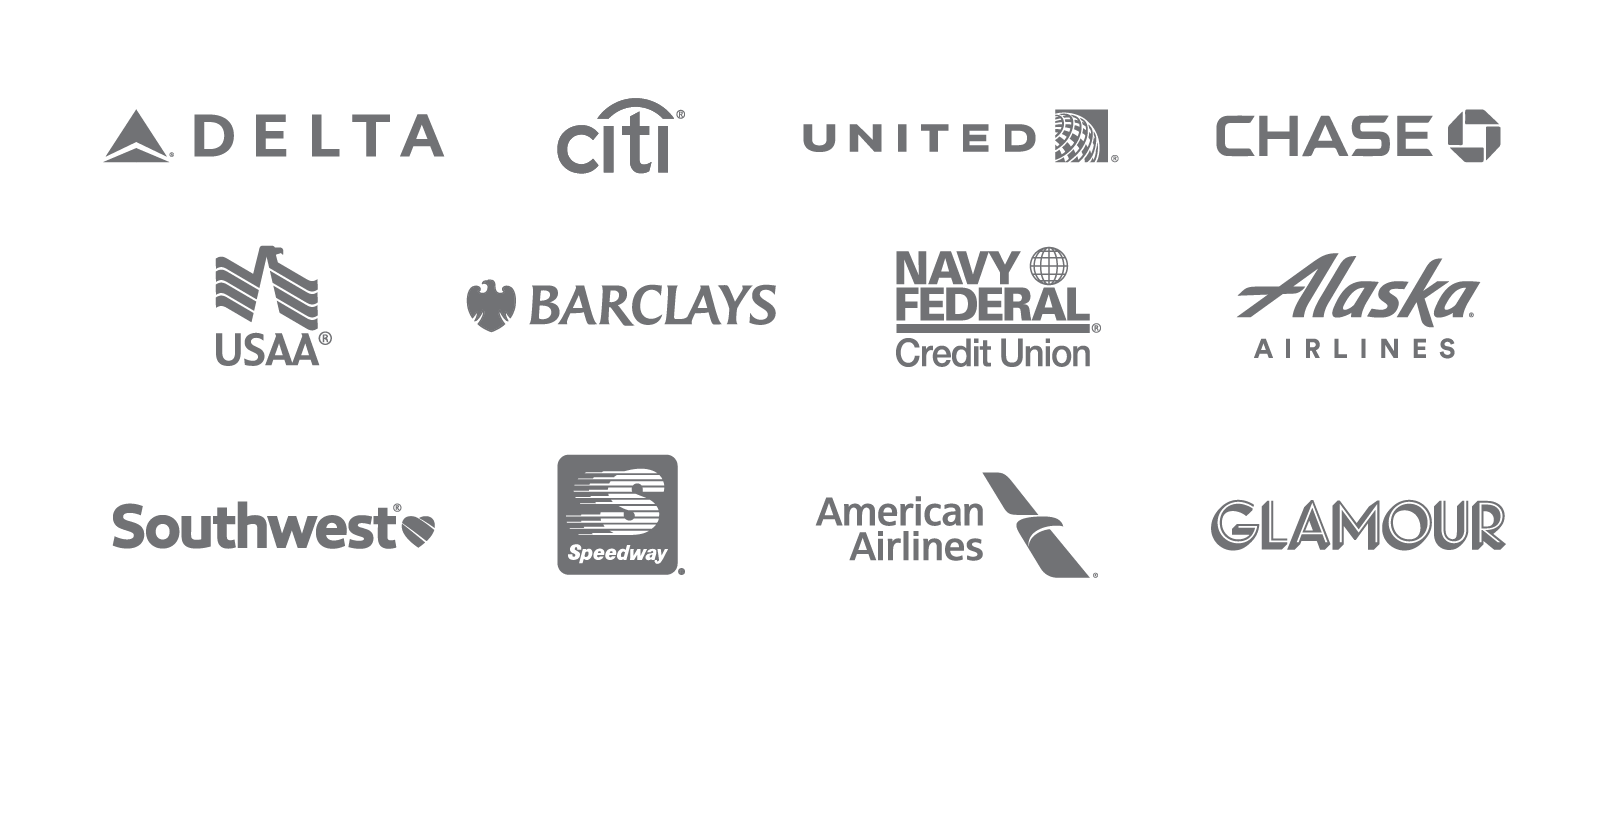 DELTA
citi®
UNITED®
CHASE
USAA®
BARCLAYS
NAVY
FEDERAL®
Credit Union
Alaska®
AIRLINES
Southwest®
S
Speedway
American
Airlines®
GLAMOUR